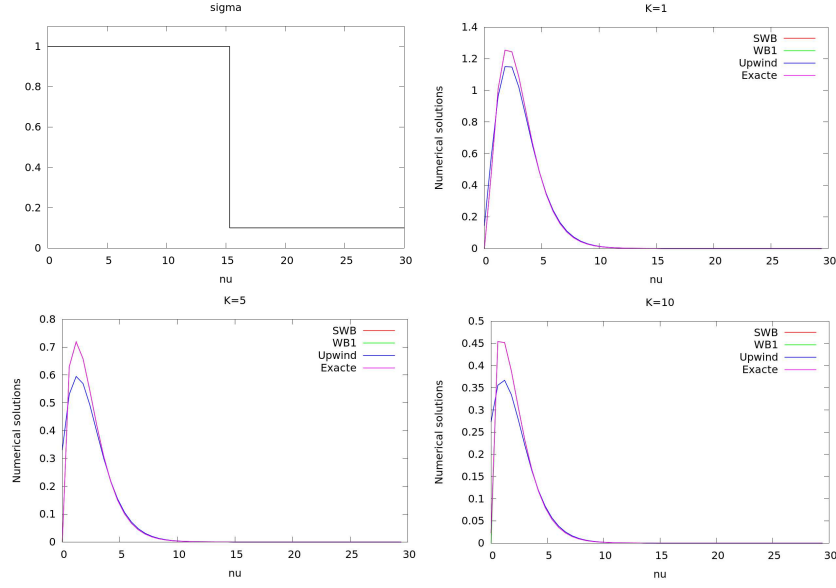 sigma
1
0.8
0.6
0.4
0.2
0
0 5 10 15 20 25 30
nu
K=1
Numerical solutions
1.4
1.2
1
0.8
0.6
0.4
0.2
0
0 5 10 15 20 25 30
nu
SWB
WB1
Upwind
Exacte
K=5
Numerical solutions
0.8
0.7
0.6
0.5
0.4
0.3
0.2
0.1
0
0 5 10 15 20 25 30
nu
SWB
WB1
Upwind
Exacte
K=10
Numerical solutions
0.5
0.45
0.4
0.35
0.3
0.25
0.2
0.15
0.1
0.05
0
0 5 10 15 20 25 30
nu
SWB
WB1
Upwind
Exacte